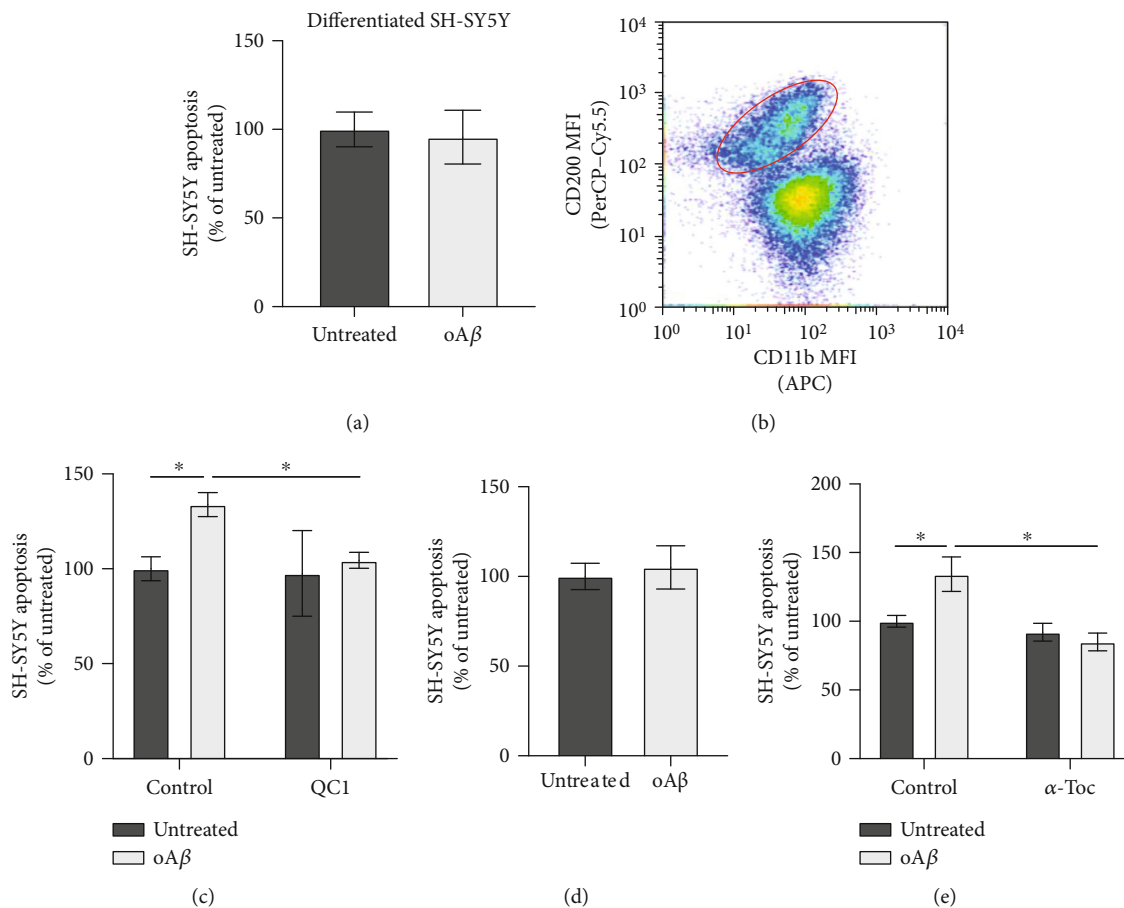 Differentiated SH-SY5Y
SH-SY5Y apoptosis
(% of untreated)
150
100
50
0
Untreated
oAβ
(a)
CD200 MFI
(PerCP–Cy5.5)
10⁴
10³
10²
10¹
10⁰
10⁰
10¹
10²
10³
10⁴
CD11b MFI
(APC)
(b)
SH-SY5Y apoptosis
(% of untreated)
150
100
50
0
*
*
Control
QC1
Untreated
oAβ
(c)
SH-SY5Y apoptosis
(% of untreated)
150
100
50
0
Untreated
oAβ
(d)
SH-SY5Y apoptosis
(% of untreated)
200
150
100
50
0
*
*
Control
α-Toc
Untreated
oAβ
(e)